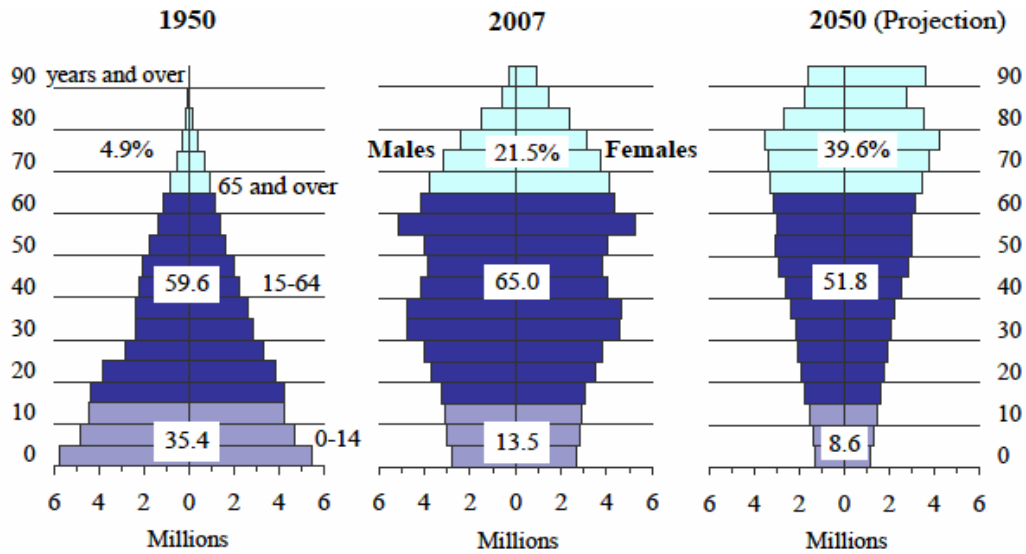 1950
2007
2050 (Projection)
90 years and over
80
4.9%
70
65 and over
60
50
59.6
15-64
40
30
20
10
35.4
0-14
0
6 4 2 0 2 4 6
Millions
Males
21.5%
Females
65.0
13.5
6 4 2 0 2 4 6
Millions
90
80
39.6%
70
60
50
51.8
40
30
20
10
8.6
0
6 4 2 0 2 4 6
Millions